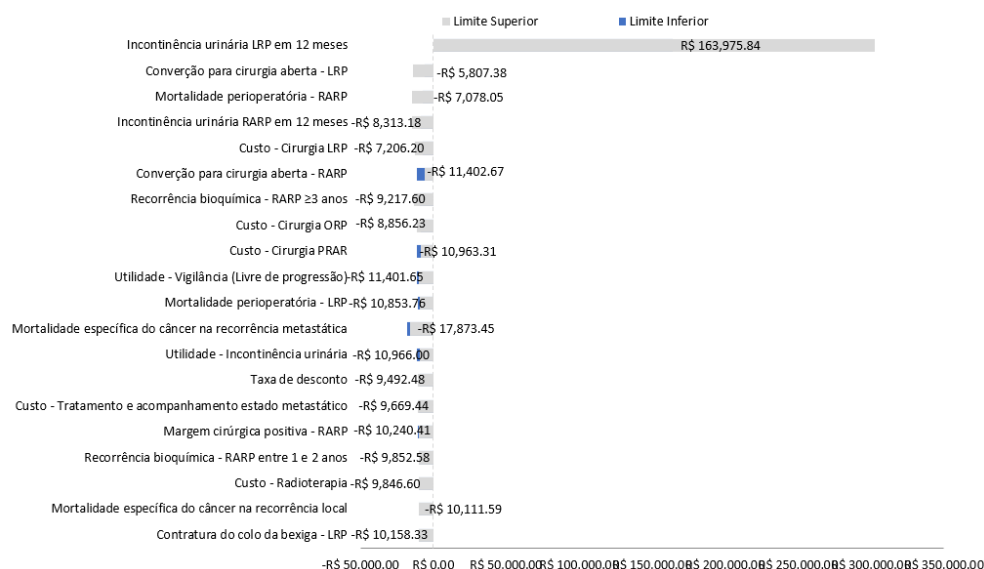 Limite Superior Limite Inferior
Incontinência urinária LRP em 12 meses R$ 163,975.84
Converção para cirurgia aberta - LRP -R$ 5,807.38
Mortalidade perioperatória - RARP -R$ 7,078.05
Incontinência urinária RARP em 12 meses -R$ 8,313.18
Custo - Cirurgia LRP -R$ 7,206.20
Converção para cirurgia aberta - RARP -R$ 11,402.67
Recorrência bioquímica - RARP ≥3 anos -R$ 9,217.60
Custo - Cirurgia ORP -R$ 8,856.23
Custo - Cirurgia PRAR -R$ 10,963.31
Utilidade - Vigilância (Livre de progressão) -R$ 11,401.65
Mortalidade perioperatória - LRP -R$ 10,853.76
Mortalidade específica do câncer na recorrência metastática -R$ 17,873.45
Utilidade - Incontinência urinária -R$ 10,966.00
Taxa de desconto -R$ 9,492.48
Custo - Tratamento e acompanhamento estado metastático -R$ 9,669.44
Margem cirúrgica positiva - RARP -R$ 10,240.41
Recorrência bioquímica - RARP entre 1 e 2 anos -R$ 9,852.58
Custo - Radioterapia -R$ 9,846.60
Mortalidade específica do câncer na recorrência local -R$ 10,111.59
Contratura do colo da bexiga - LRP -R$ 10,158.33
-R$ 50,000.00 R$ 0.00 R$ 50,000.00 R$ 100,000.00 R$ 150,000.00 R$ 200,000.00 R$ 250,000.00 R$ 300,000.00 R$ 350,000.00